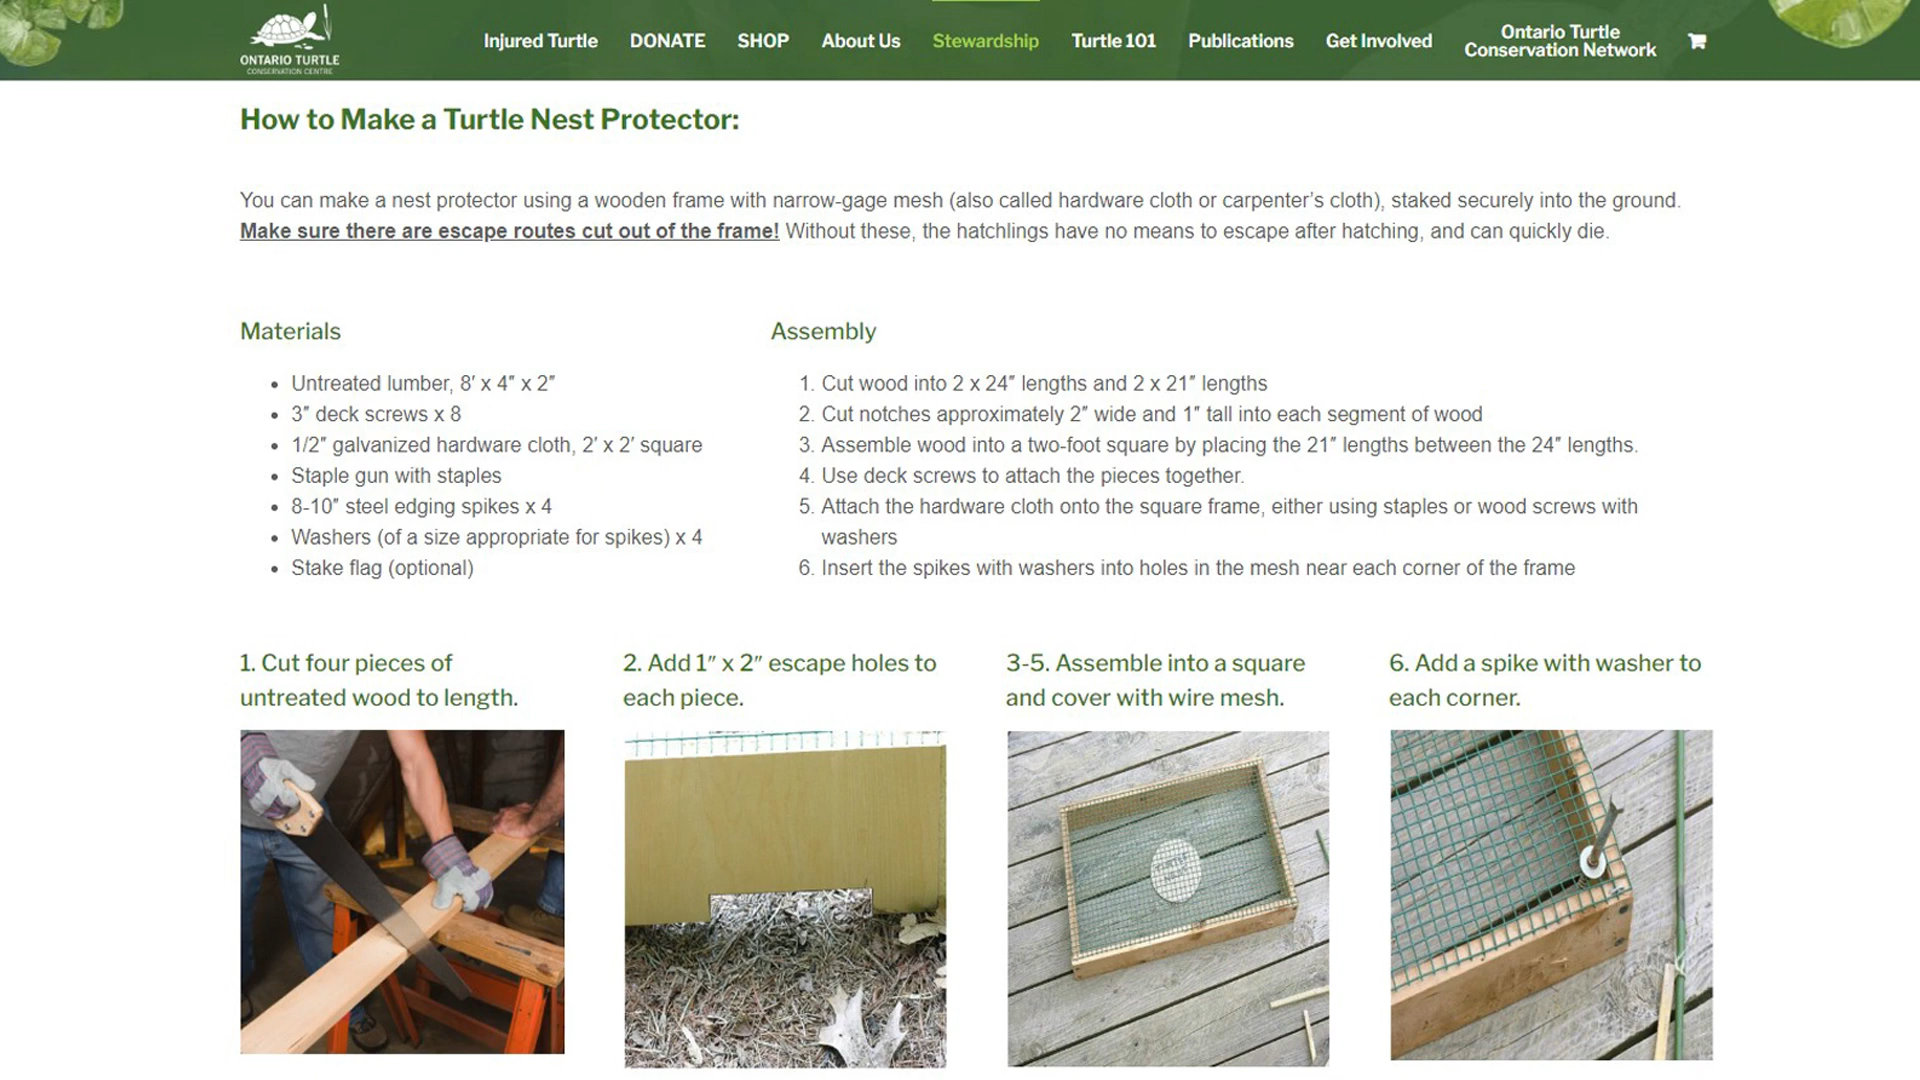 ONTARIO TURTLE
CONSERVATION CENTRE
Injured Turtle
DONATE
SHOP
About Us
Stewardship
Turtle 101
Publications
Get Involved
Ontario Turtle
Conservation Network
How to Make a Turtle Nest Protector:
You can make a nest protector using a wooden frame with narrow-gage mesh (also called hardware cloth or carpenter’s cloth), staked securely into the ground.
Make sure there are escape routes cut out of the frame! Without these, the hatchlings have no means to escape after hatching, and can quickly die.
Materials
• Untreated lumber, 8′ x 4″ x 2″
• 3″ deck screws x 8
• 1/2″ galvanized hardware cloth, 2′ x 2′ square
• Staple gun with staples
• 8-10″ steel edging spikes x 4
• Washers (of a size appropriate for spikes) x 4
• Stake flag (optional)
Assembly
1. Cut wood into 2 x 24″ lengths and 2 x 21″ lengths
2. Cut notches approximately 2″ wide and 1″ tall into each segment of wood
3. Assemble wood into a two-foot square by placing the 21″ lengths between the 24″ lengths.
4. Use deck screws to attach the pieces together.
5. Attach the hardware cloth onto the square frame, either using staples or wood screws with
washers
6. Insert the spikes with washers into holes in the mesh near each corner of the frame
1. Cut four pieces of
untreated wood to length.
2. Add 1″ x 2″ escape holes to
each piece.
3-5. Assemble into a square
and cover with wire mesh.
6. Add a spike with washer to
each corner.